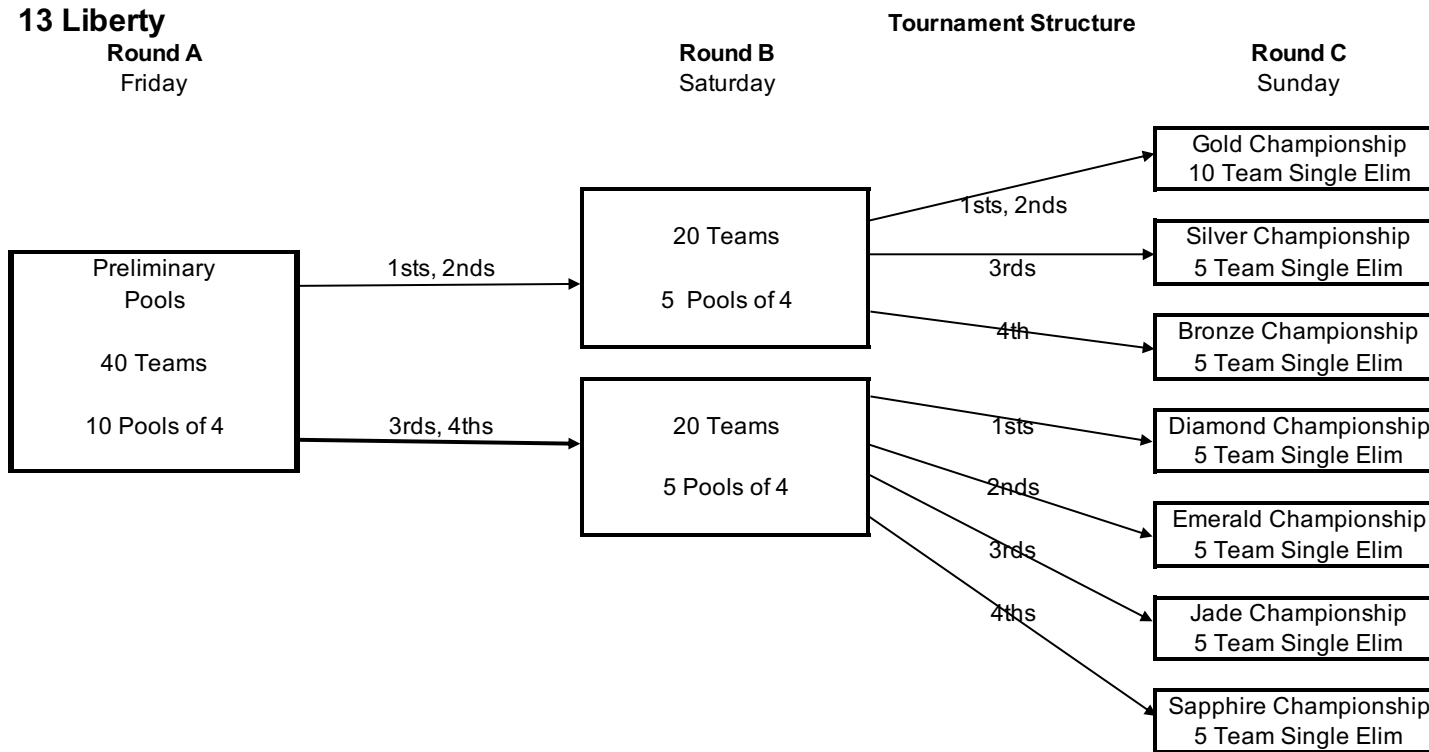 13 Liberty
Tournament Structure
Round A
Round B
Round C
Friday
Saturday
Sunday
Preliminary
Pools
40 Teams
10 Pools of 4
1sts, 2nds
3rds, 4ths
20 Teams
5 Pools of 4
20 Teams
5 Pools of 4
1sts, 2nds
3rds
4th
1sts
2nds
3rds
4ths
Gold Championship
10 Team Single Elim
Silver Championship
5 Team Single Elim
Bronze Championship
5 Team Single Elim
Diamond Championship
5 Team Single Elim
Emerald Championship
5 Team Single Elim
Jade Championship
5 Team Single Elim
Sapphire Championship
5 Team Single Elim